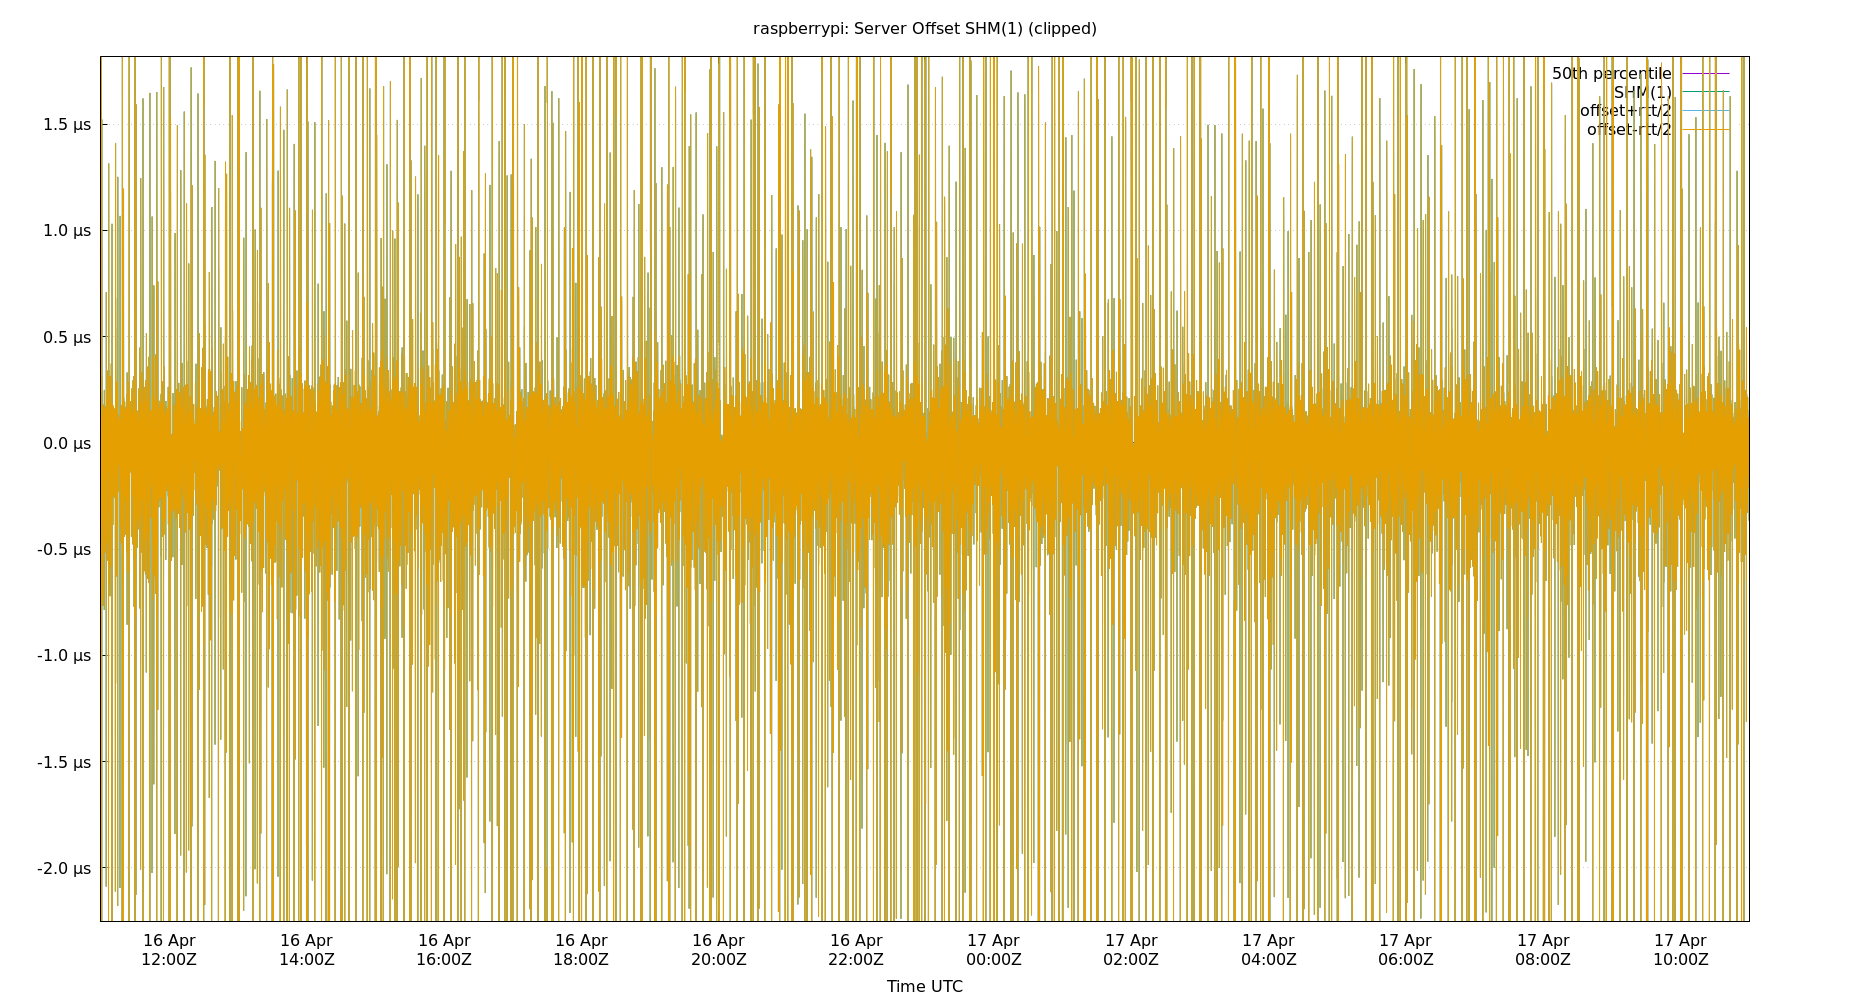 raspberrypi: Server Offset SHM(1) (clipped)
50th percentile
SHM(1)
offset+rtt/2
offset-rtt/2
1.5 µs
1.0 µs
0.5 µs
0.0 µs
-0.5 µs
-1.0 µs
-1.5 µs
-2.0 µs
16 Apr 16 Apr 16 Apr 16 Apr 16 Apr 16 Apr 17 Apr 17 Apr 17 Apr 17 Apr 17 Apr 17 Apr
12:00Z 14:00Z 16:00Z 18:00Z 20:00Z 22:00Z 00:00Z 02:00Z 04:00Z 06:00Z 08:00Z 10:00Z
Time UTC